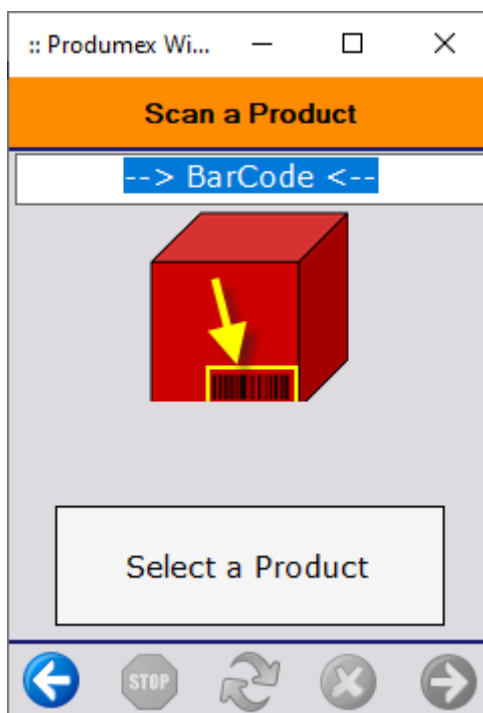 :: Produmex Wi...
Scan a Product
--> BarCode <--
Select a Product
STOP